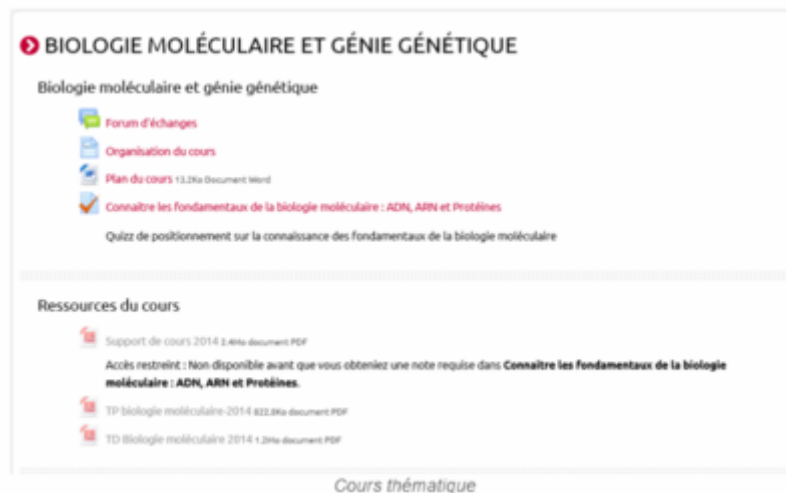 BIOLOGIE MOLÉCULAIRE ET GÉNIE GÉNÉTIQUE
Biologie moléculaire et génie génétique
Forum d'échanges
Organisation du cours
Plan du cours 13.2Ko Document Word
Connaître les fondamentaux de la biologie moléculaire : ADN, ARN et Protéines
Quizz de positionnement sur la connaissance des fondamentaux de la biologie moléculaire
Ressources du cours
Support de cours 2014 2.4Mo document PDF
Accès restreint : Non disponible avant que vous obteniez une note requise dans Connaître les fondamentaux de la biologie
moléculaire : ADN, ARN et Protéines.
TP biologie moléculaire-2014 822.8Ko document PDF
TD Biologie moléculaire 2014 1.2Mo document PDF
Cours thématique